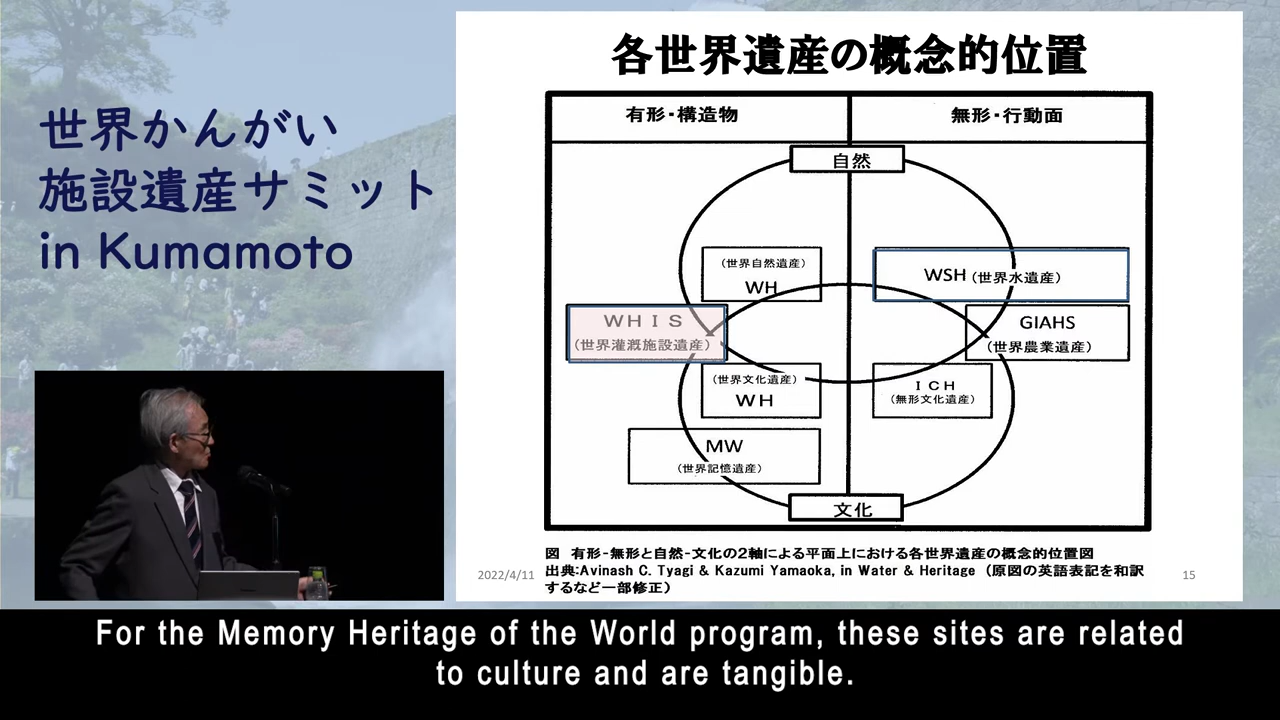 世界かんがい
施設遺産サミット
in Kumamoto
各世界遺産の概念的位置
有形・構造物
無形・行動面
自然
(世界自然遺産)
WH
WSH (世界水遺産)
WHIS
(世界灌漑施設遺産)
GIAHS
(世界農業遺産)
(世界文化遺産)
WH
ICH
(無形文化遺産)
MW
(世界記憶遺産)
文化
図 有形-無形と自然-文化の2軸による平面上における各世界遺産の概念的位置図
出典:Avinash C. Tyagi & Kazumi Yamaoka, in Water & Heritage (原図の英語表記を和訳
するなど一部修正)
2022/4/11
15
For the Memory Heritage of the World program, these sites are related
to culture and are tangible.